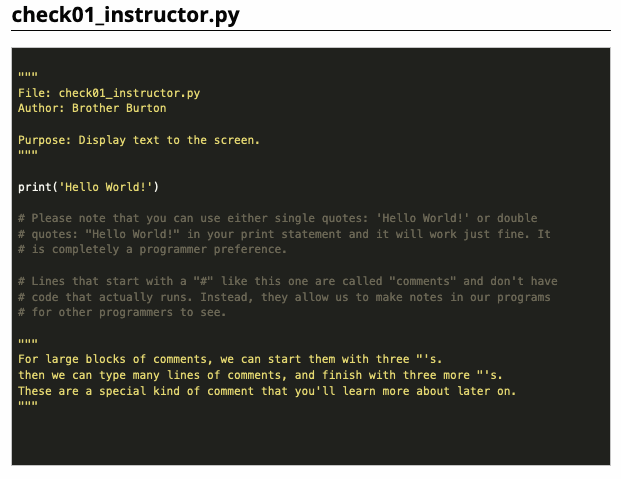 check01_instructor.py
"""
File: check01_instructor.py
Author: Brother Burton
Purpose: Display text to the screen.
"""
print('Hello World!')
# Please note that you can use either single quotes: 'Hello World!' or double
# quotes: "Hello World!" in your print statement and it will work just fine. It
# is completely a programmer preference.
# Lines that start with a "#" like this one are called "comments" and don't have
# code that actually runs. Instead, they allow us to make notes in our programs
# for other programmers to see.
"""
For large blocks of comments, we can start them with three "'s.
then we can type many lines of comments, and finish with three more "'s.
These are a special kind of comment that you'll learn more about later on.
"""